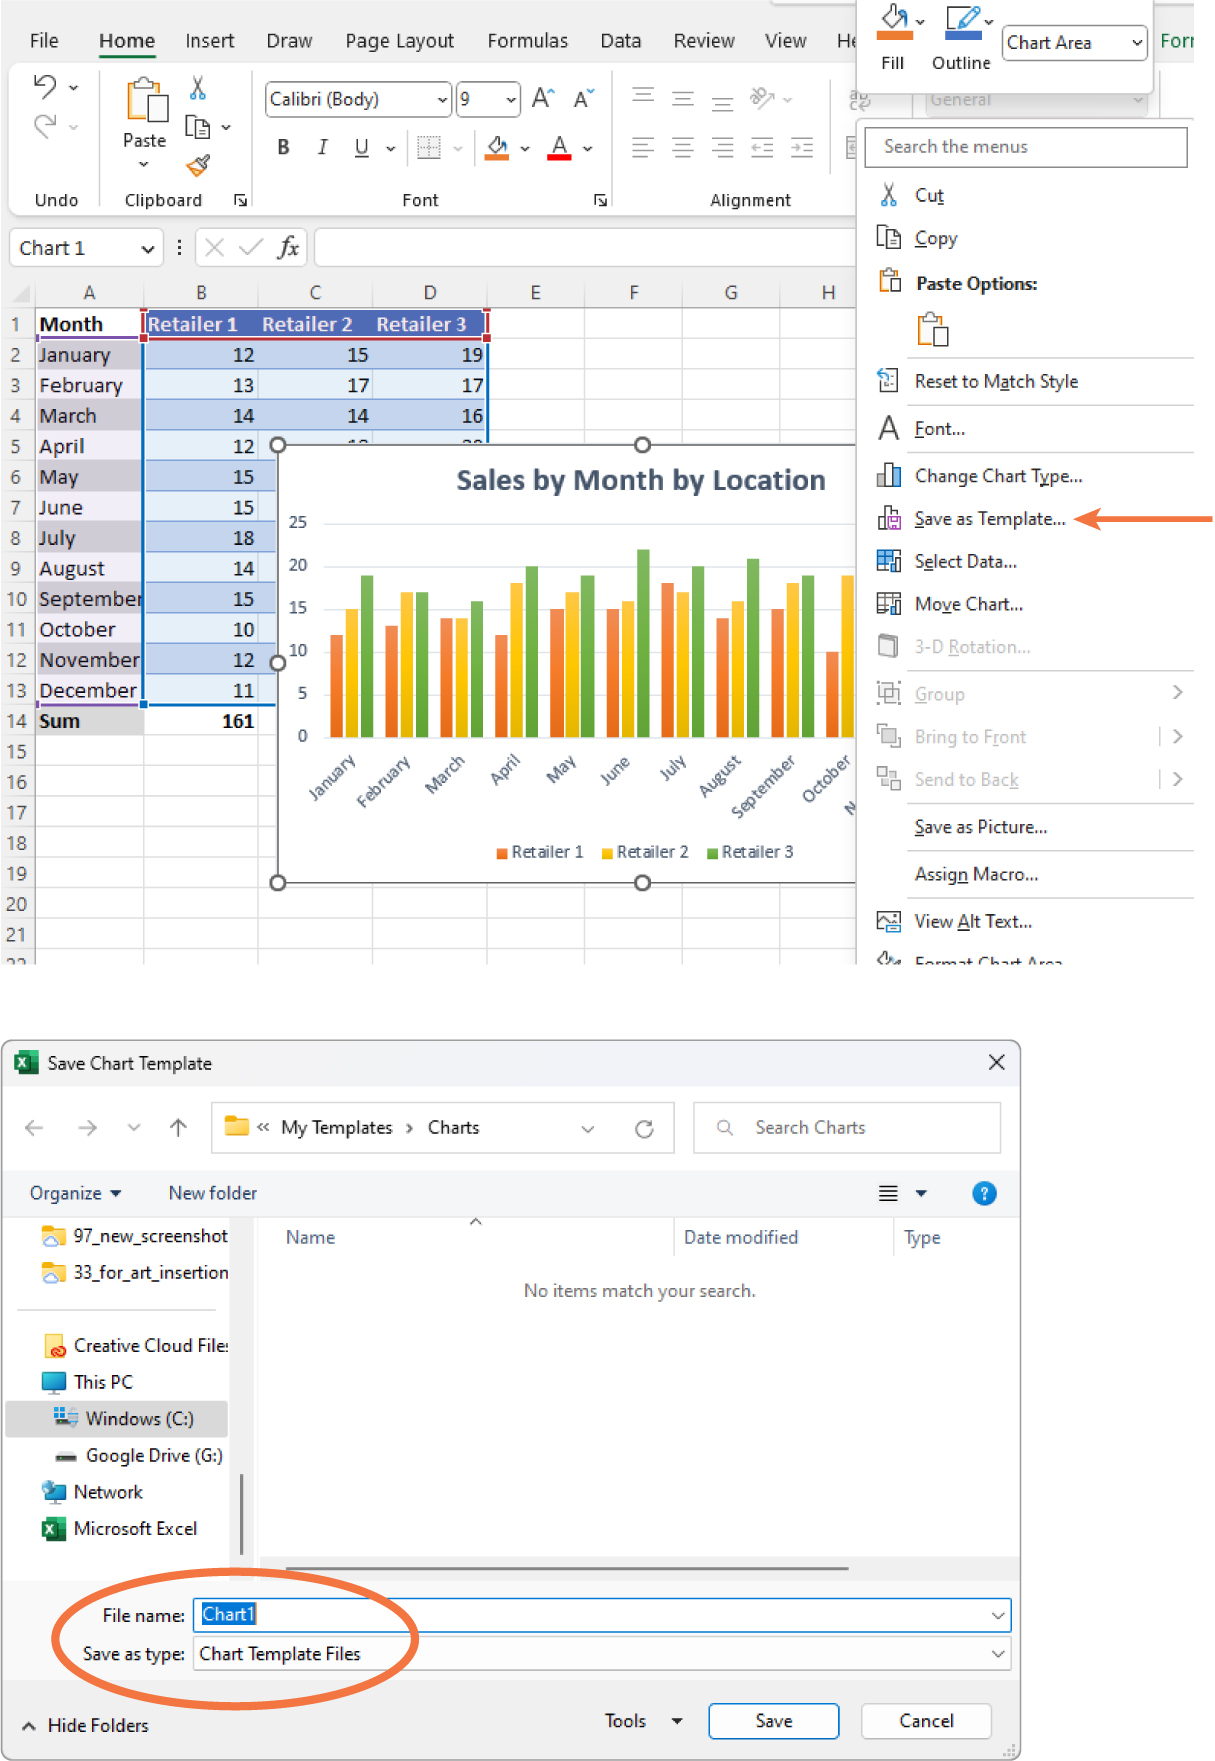 File Home Insert Draw Page Layout Formulas Data Review View He
Fill Outline Chart Area
Forr
Calibri (Body) 9
General
Paste
B I U A
Undo Clipboard Font Alignment
Chart 1 fx
A B C D E F G H
1 Month Retailer 1 Retailer 2 Retailer 3
2 January 12 15 19
3 February 13 17 17
4 March 14 14 16
5 April 12
6 May 15
7 June 15
8 July 18
9 August 14
10 September 15
11 October 10
12 November 12
13 December 11
14 Sum 161
15
16
17
18
19
20
21
22
Sales by Month by Location
25
20
15
10
5
0
January February March April May June July August September October N
Retailer 1 Retailer 2 Retailer 3
Search the menus
Cut
Copy
Paste Options:
Reset to Match Style
Font...
Change Chart Type...
Save as Template...
Select Data...
Move Chart...
3-D Rotation...
Group
Bring to Front
Send to Back
Save as Picture...
Assign Macro...
View Alt Text...
Format Chart Area
Save Chart Template
« My Templates › Charts
Search Charts
Organize New folder
?
97_new_screenshot
33_for_art_insertion
Creative Cloud Files
This PC
Windows (C:)
Google Drive (G:)
Network
Microsoft Excel
Name Date modified Type
No items match your search.
File name: Chart1
Save as type: Chart Template Files
Hide Folders Tools Save Cancel